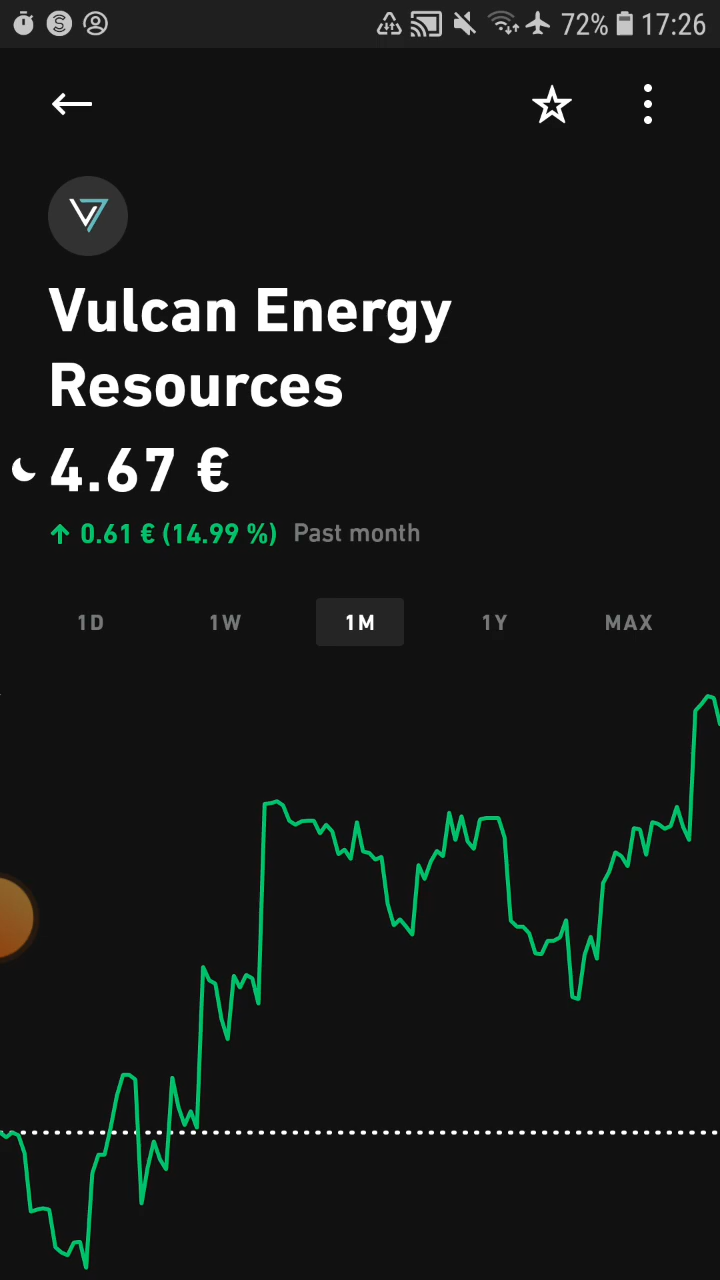 72% 17:26
Vulcan Energy
Resources
4.67 €
0.61 € (14.99 %) Past month
1D 1W 1M 1Y MAX